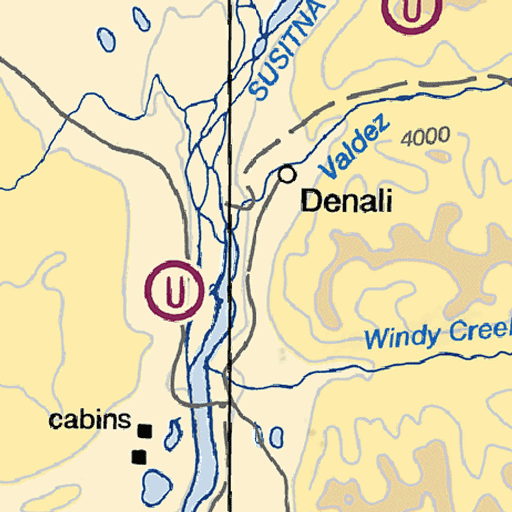 U
SUSITNA
Valdez
4000
Denali
U
Windy Creek
cabins